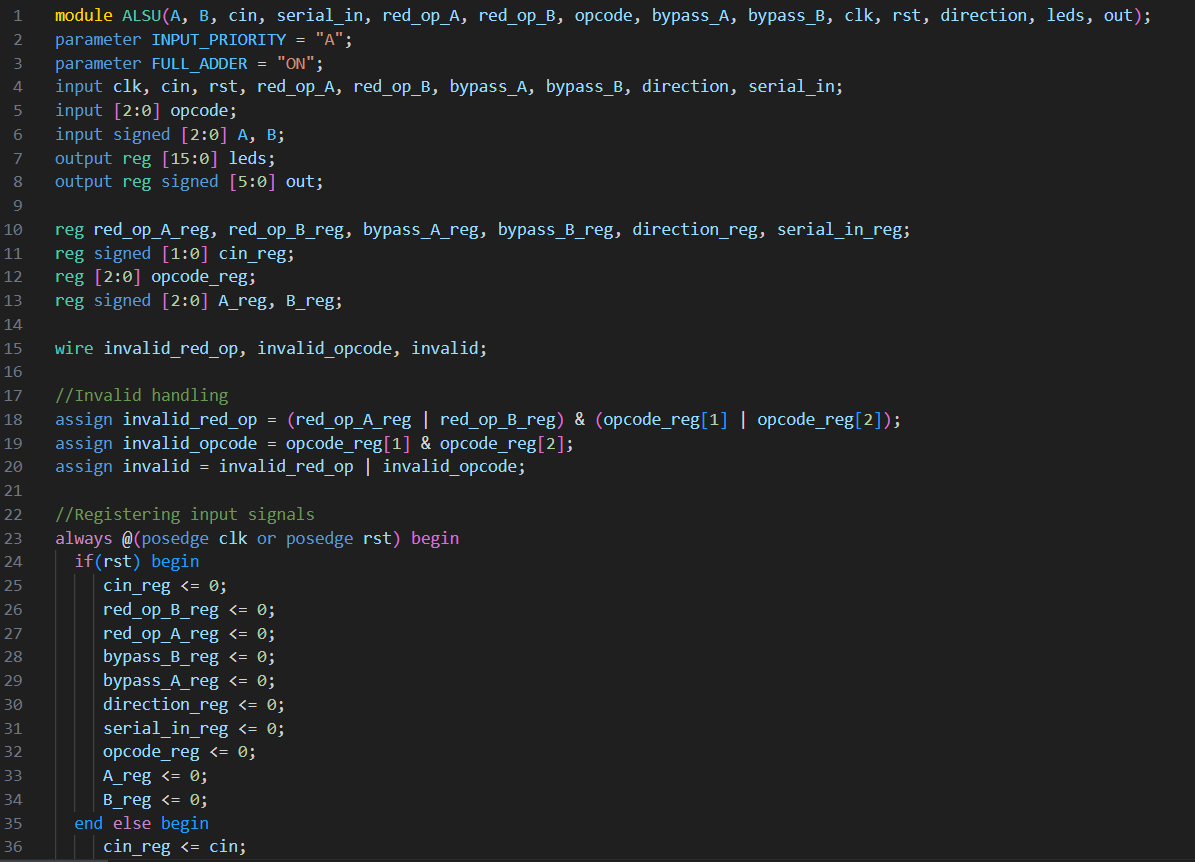 1 module ALSU(A, B, cin, serial_in, red_op_A, red_op_B, opcode, bypass_A, bypass_B, clk, rst, direction, leds, out);
2 parameter INPUT_PRIORITY = "A";
3 parameter FULL_ADDER = "ON";
4 input clk, cin, rst, red_op_A, red_op_B, bypass_A, bypass_B, direction, serial_in;
5 input [2:0] opcode;
6 input signed [2:0] A, B;
7 output reg [15:0] leds;
8 output reg signed [5:0] out;
9
10 reg red_op_A_reg, red_op_B_reg, bypass_A_reg, bypass_B_reg, direction_reg, serial_in_reg;
11 reg signed [1:0] cin_reg;
12 reg [2:0] opcode_reg;
13 reg signed [2:0] A_reg, B_reg;
14
15 wire invalid_red_op, invalid_opcode, invalid;
16
17 //Invalid handling
18 assign invalid_red_op = (red_op_A_reg | red_op_B_reg) & (opcode_reg[1] | opcode_reg[2]);
19 assign invalid_opcode = opcode_reg[1] & opcode_reg[2];
20 assign invalid = invalid_red_op | invalid_opcode;
21
22 //Registering input signals
23 always @(posedge clk or posedge rst) begin
24   if(rst) begin
25      cin_reg <= 0;
26      red_op_B_reg <= 0;
27      red_op_A_reg <= 0;
28      bypass_B_reg <= 0;
29      bypass_A_reg <= 0;
30      direction_reg <= 0;
31      serial_in_reg <= 0;
32      opcode_reg <= 0;
33      A_reg <= 0;
34      B_reg <= 0;
35   end else begin
36      cin_reg <= cin;